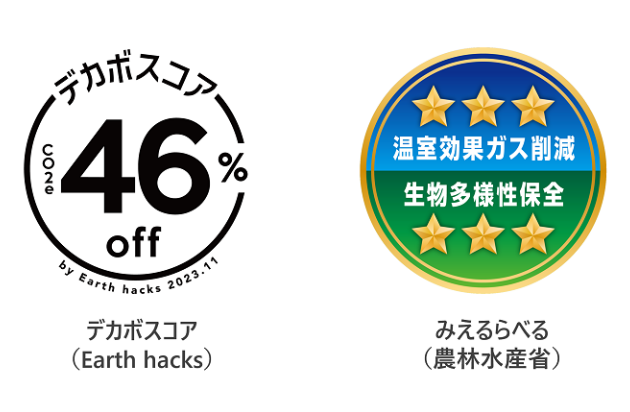 デカボスコア
CO2e
46%
off
by Earth hacks 2023.11
デカボスコア
（Earth hacks）
温室効果ガス削減
生物多様性保全
みえるらべる
（農林水産省）